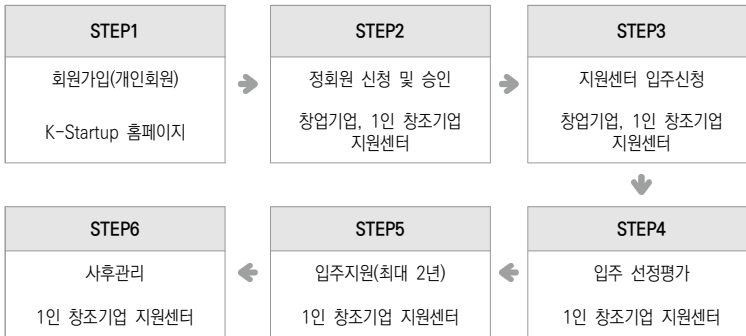 STEP1
회원가입(개인회원)
K-Startup 홈페이지
STEP2
정회원 신청 및 승인
창업기업, 1인 창조기업
지원센터
STEP3
지원센터 입주신청
창업기업, 1인 창조기업
지원센터
STEP4
입주 선정평가
1인 창조기업 지원센터
STEP5
입주지원(최대 2년)
1인 창조기업 지원센터
STEP6
사후관리
1인 창조기업 지원센터